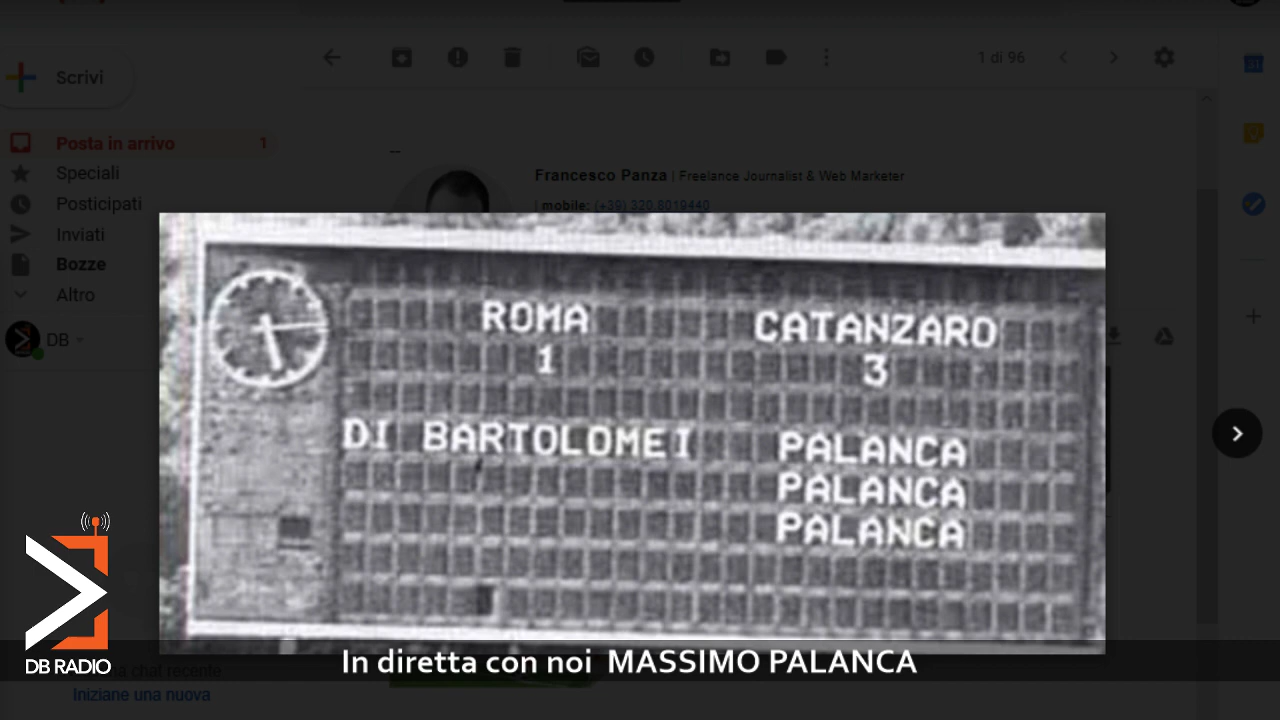 Scrivi
1 di 96
Posta in arrivo 1
Speciali
Posticipati
Inviati
Bozze
Altro
DB
Francesco Panza | Freelance Journalist & Web Marketer
| mobile: (+39) 320.8019440
ROMA CATANZARO
1 3
DI BARTOLOMEI PALANCA
PALANCA
PALANCA
DB RADIO
In diretta con noi MASSIMO PALANCA
chat recente
Iniziane una nuova